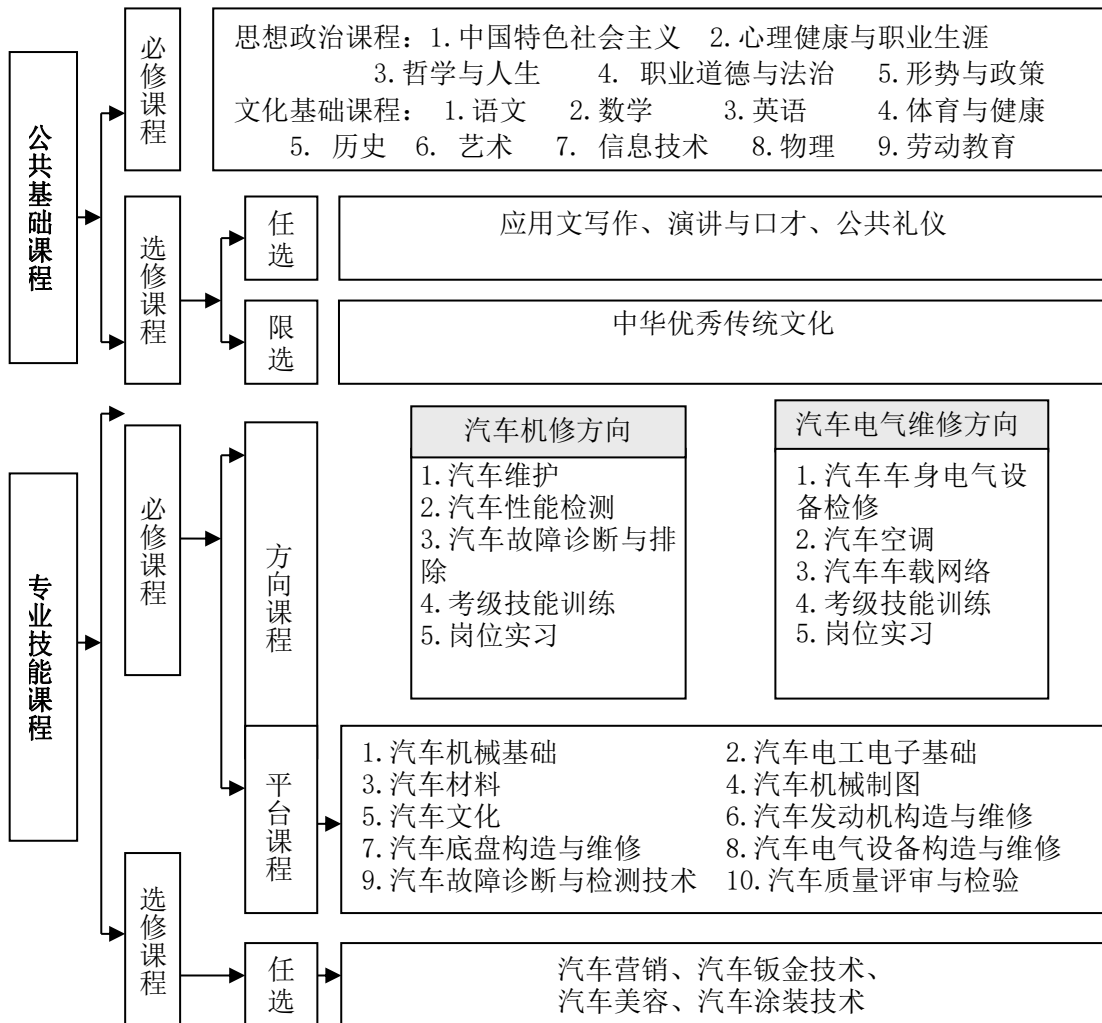 公共基础课程
必修课程
思想政治课程：1.中国特色社会主义 2.心理健康与职业生涯
3.哲学与人生 4. 职业道德与法治 5.形势与政策
文化基础课程：1.语文 2.数学 3.英语 4.体育与健康
5. 历史 6. 艺术 7. 信息技术 8.物理 9.劳动教育
选修课程
任选
应用文写作、演讲与口才、公共礼仪
限选
中华优秀传统文化
专业技能课程
必修课程
方向课程
汽车机修方向
1.汽车维护
2.汽车性能检测
3.汽车故障诊断与排
除
4.考级技能训练
5.岗位实习
汽车电气维修方向
1.汽车车身电气设
备检修
2.汽车空调
3.汽车车载网络
4.考级技能训练
5.岗位实习
平台课程
1.汽车机械基础 2.汽车电工电子基础
3.汽车材料 4.汽车机械制图
5.汽车文化 6.汽车发动机构造与维修
7.汽车底盘构造与维修 8.汽车电气设备构造与维修
9.汽车故障诊断与检测技术 10.汽车质量评审与检验
选修课程
任选
汽车营销、汽车钣金技术、
汽车美容、汽车涂装技术